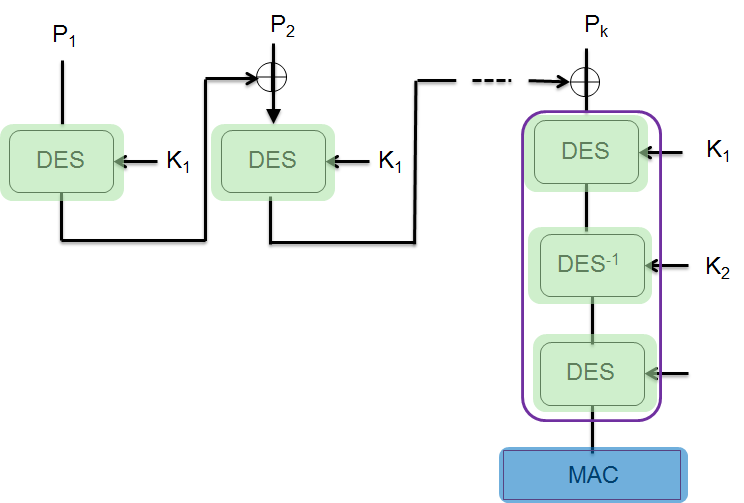 P1 P2 Pk
DES K1 DES K1 DES K1
DES-1 K2
DES
MAC